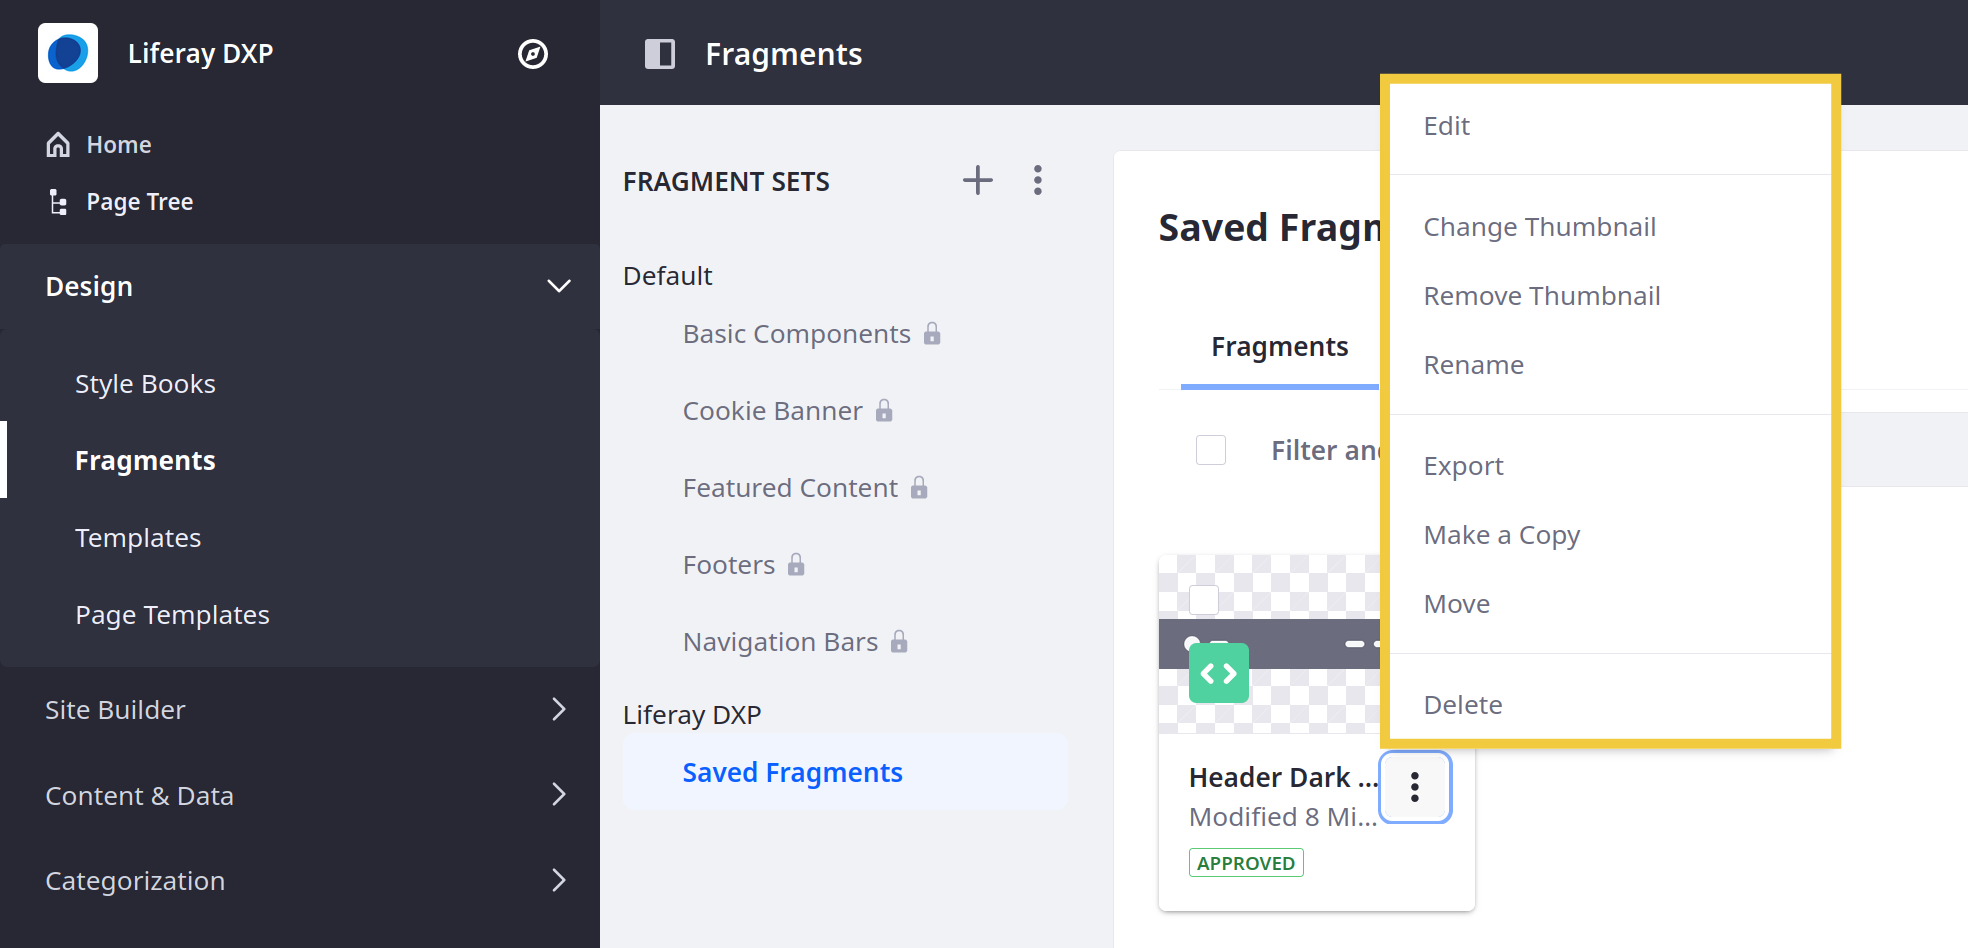 Liferay DXP
Home
Page Tree
Design
Style Books
Fragments
Templates
Page Templates
Site Builder
Content & Data
Categorization
Fragments
FRAGMENT SETS
Default
Basic Components
Cookie Banner
Featured Content
Footers
Navigation Bars
Liferay DXP
Saved Fragments
Saved Fragm
Fragments
Filter and
Header Dark ...
Modified 8 Mi...
APPROVED
Edit
Change Thumbnail
Remove Thumbnail
Rename
Export
Make a Copy
Move
Delete